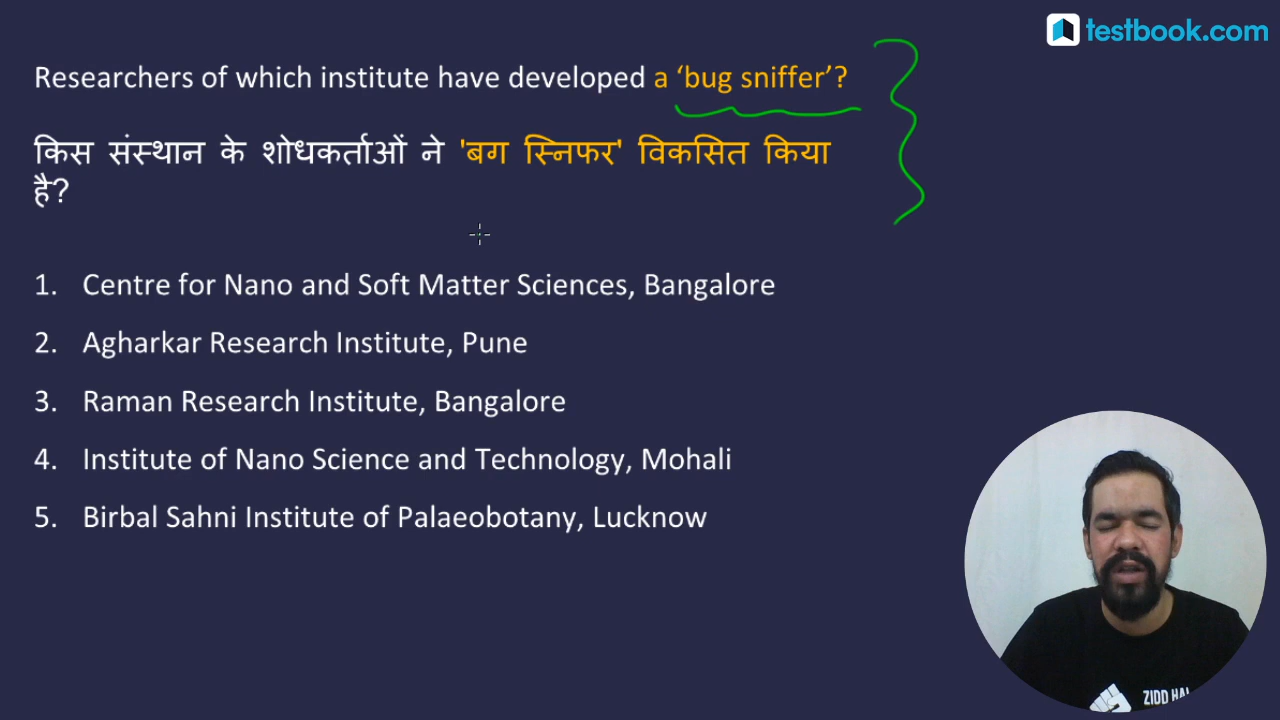 testbook.com
Researchers of which institute have developed a ‘bug sniffer’?
किस संस्थान के शोधकर्ताओं ने 'बग स्निफर' विकसित किया
है?
1. Centre for Nano and Soft Matter Sciences, Bangalore
2. Agharkar Research Institute, Pune
3. Raman Research Institute, Bangalore
4. Institute of Nano Science and Technology, Mohali
5. Birbal Sahni Institute of Palaeobotany, Lucknow
ZIDD HAI